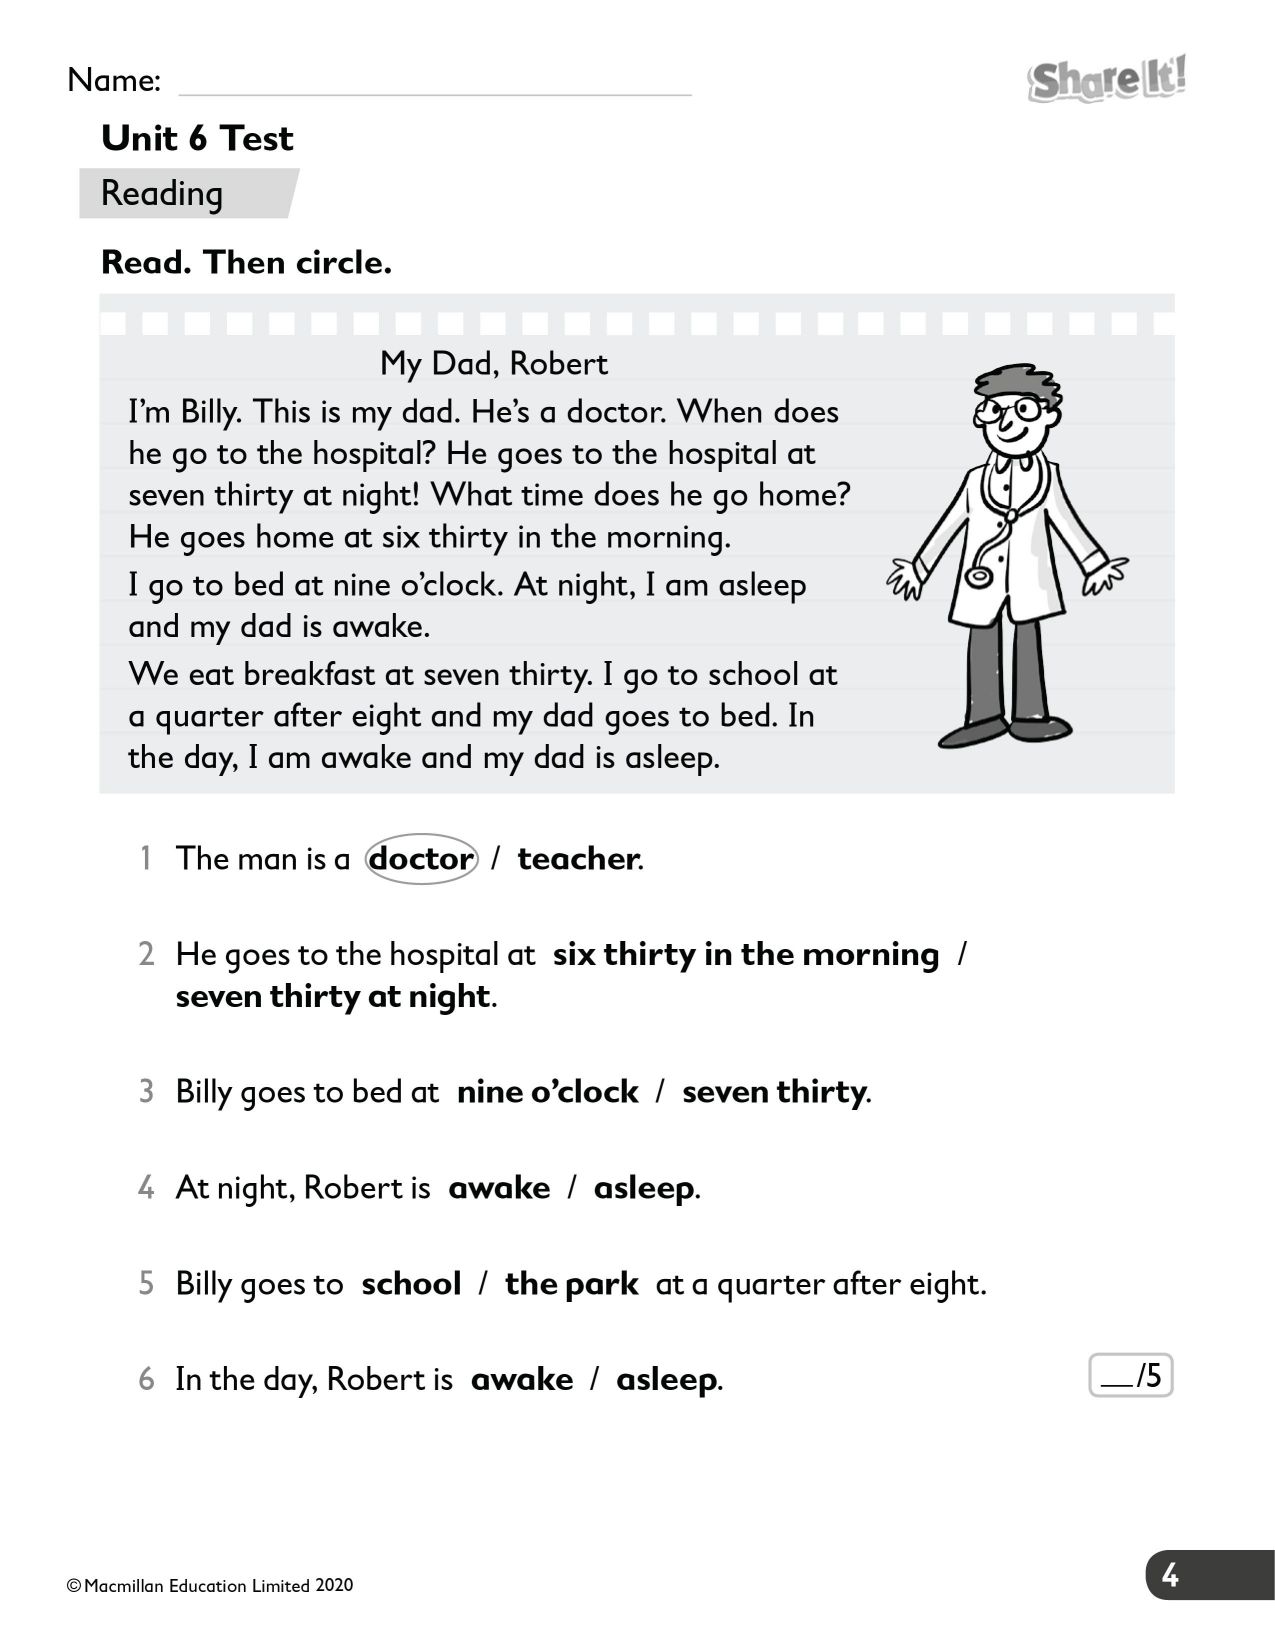 Name:
Share It!
Unit 6 Test
Reading
Read. Then circle.
My Dad, Robert
I'm Billy. This is my dad. He's a doctor. When does
he go to the hospital? He goes to the hospital at
seven thirty at night! What time does he go home?
He goes home at six thirty in the morning.
I go to bed at nine o'clock. At night, I am asleep
and my dad is awake.
We eat breakfast at seven thirty. I go to school at
a quarter after eight and my dad goes to bed. In
the day, I am awake and my dad is asleep.
1 The man is a doctor / teacher.
2 He goes to the hospital at six thirty in the morning /
seven thirty at night.
3 Billy goes to bed at nine o'clock / seven thirty.
4 At night, Robert is awake / asleep.
5 Billy goes to school / the park at a quarter after eight.
6 In the day, Robert is awake / asleep.
__/5
© Macmillan Education Limited 2020
4